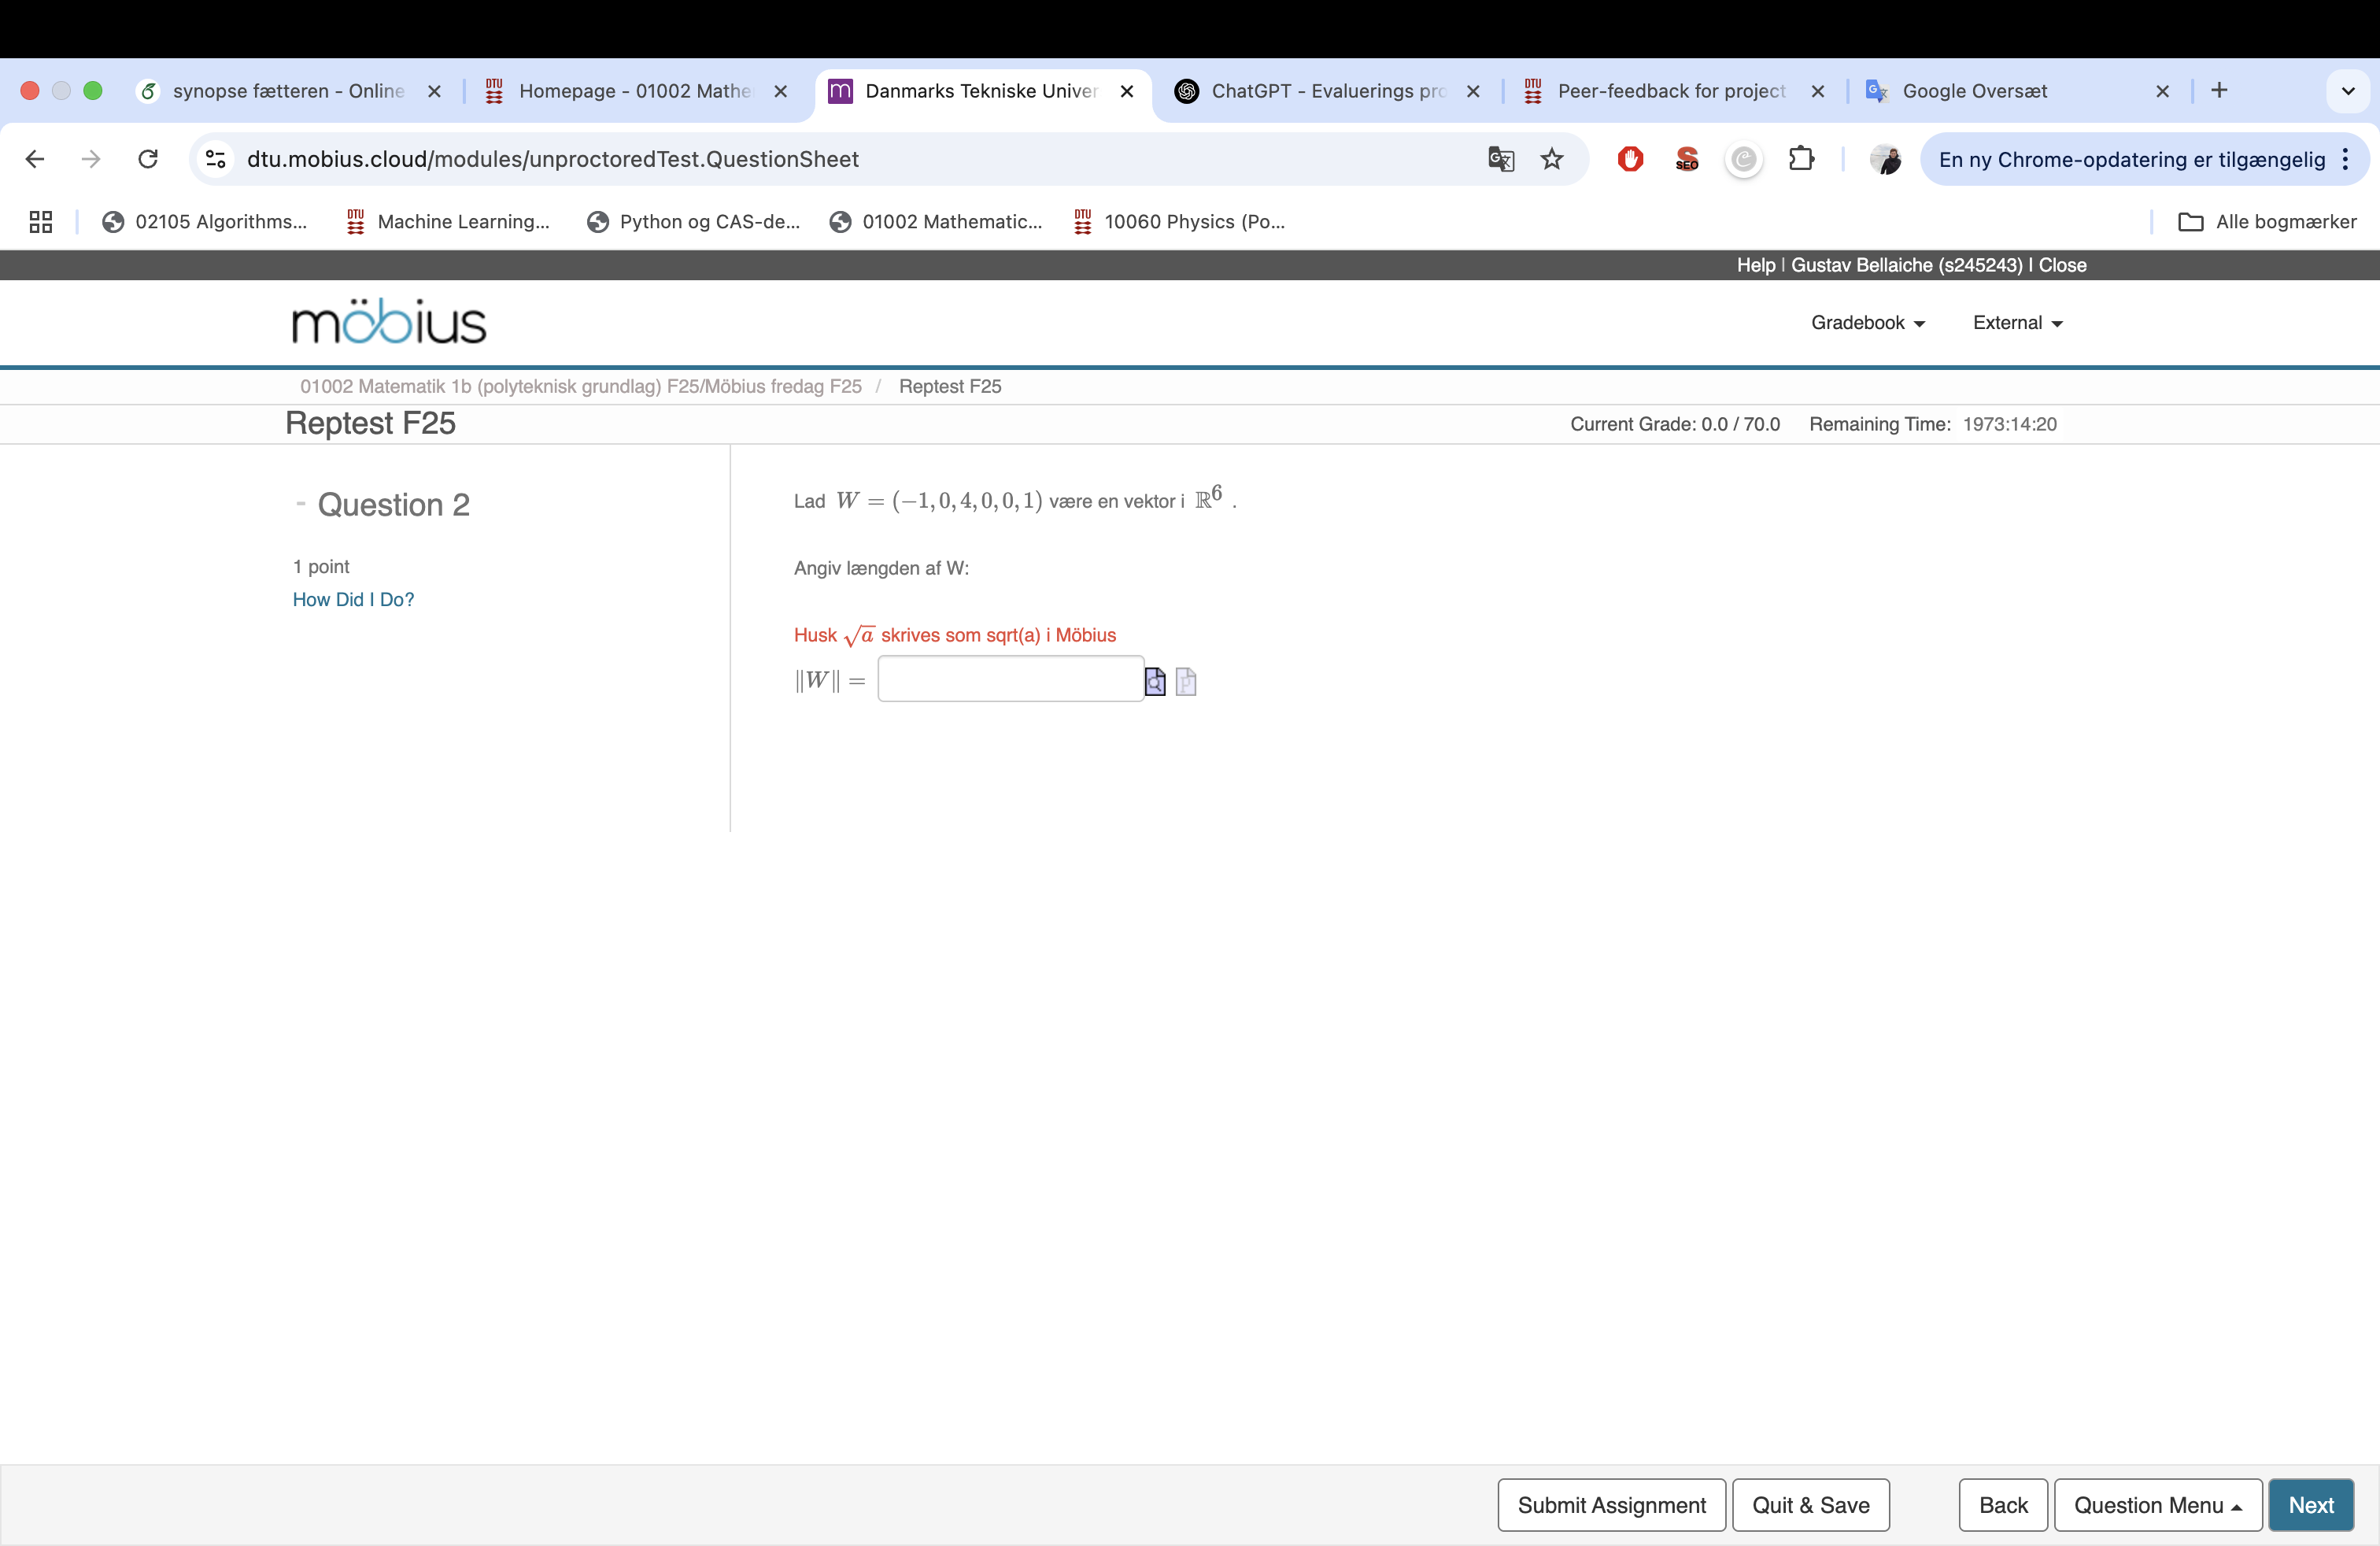 synopse fætteren - Online
Homepage - 01002 Mathe
Danmarks Tekniske Univer
ChatGPT - Evaluerings pro
Peer-feedback for project
Google Oversæt
dtu.mobius.cloud/modules/unproctoredTest.QuestionSheet
SEO
En ny Chrome-opdatering er tilgængelig
02105 Algorithms...
DTU
Machine Learning...
Python og CAS-de...
01002 Mathematic...
DTU
10060 Physics (Po...
Alle bogmærker
Help | Gustav Bellaiche (s245243) | Close
möbius
Gradebook
External
01002 Matematik 1b (polyteknisk grundlag) F25/Möbius fredag F25 / Reptest F25
Reptest F25
Current Grade: 0.0 / 70.0 Remaining Time: 1973:14:20
- Question 2
1 point
How Did I Do?
Lad W = (−1, 0, 4, 0, 0, 1) være en vektor i ℝ⁶ .
Angiv længden af W:
Husk √a skrives som sqrt(a) i Möbius
||W|| =
Submit Assignment
Quit & Save
Back
Question Menu
Next